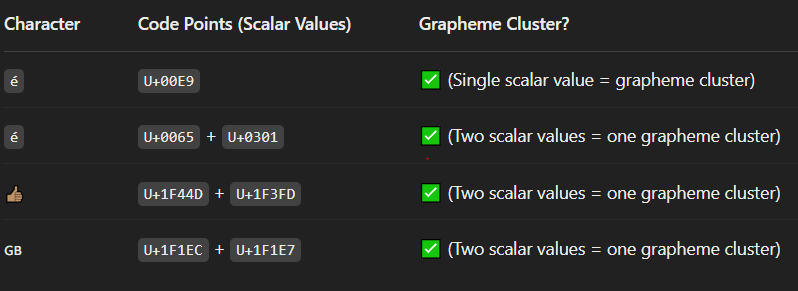 Character Code Points (Scalar Values) Grapheme Cluster?
é U+00E9 ✅ (Single scalar value = grapheme cluster)
é U+0065 + U+0301 ✅ (Two scalar values = one grapheme cluster)
👍🏽 U+1F44D + U+1F3FD ✅ (Two scalar values = one grapheme cluster)
GB U+1F1EC + U+1F1E7 ✅ (Two scalar values = one grapheme cluster)